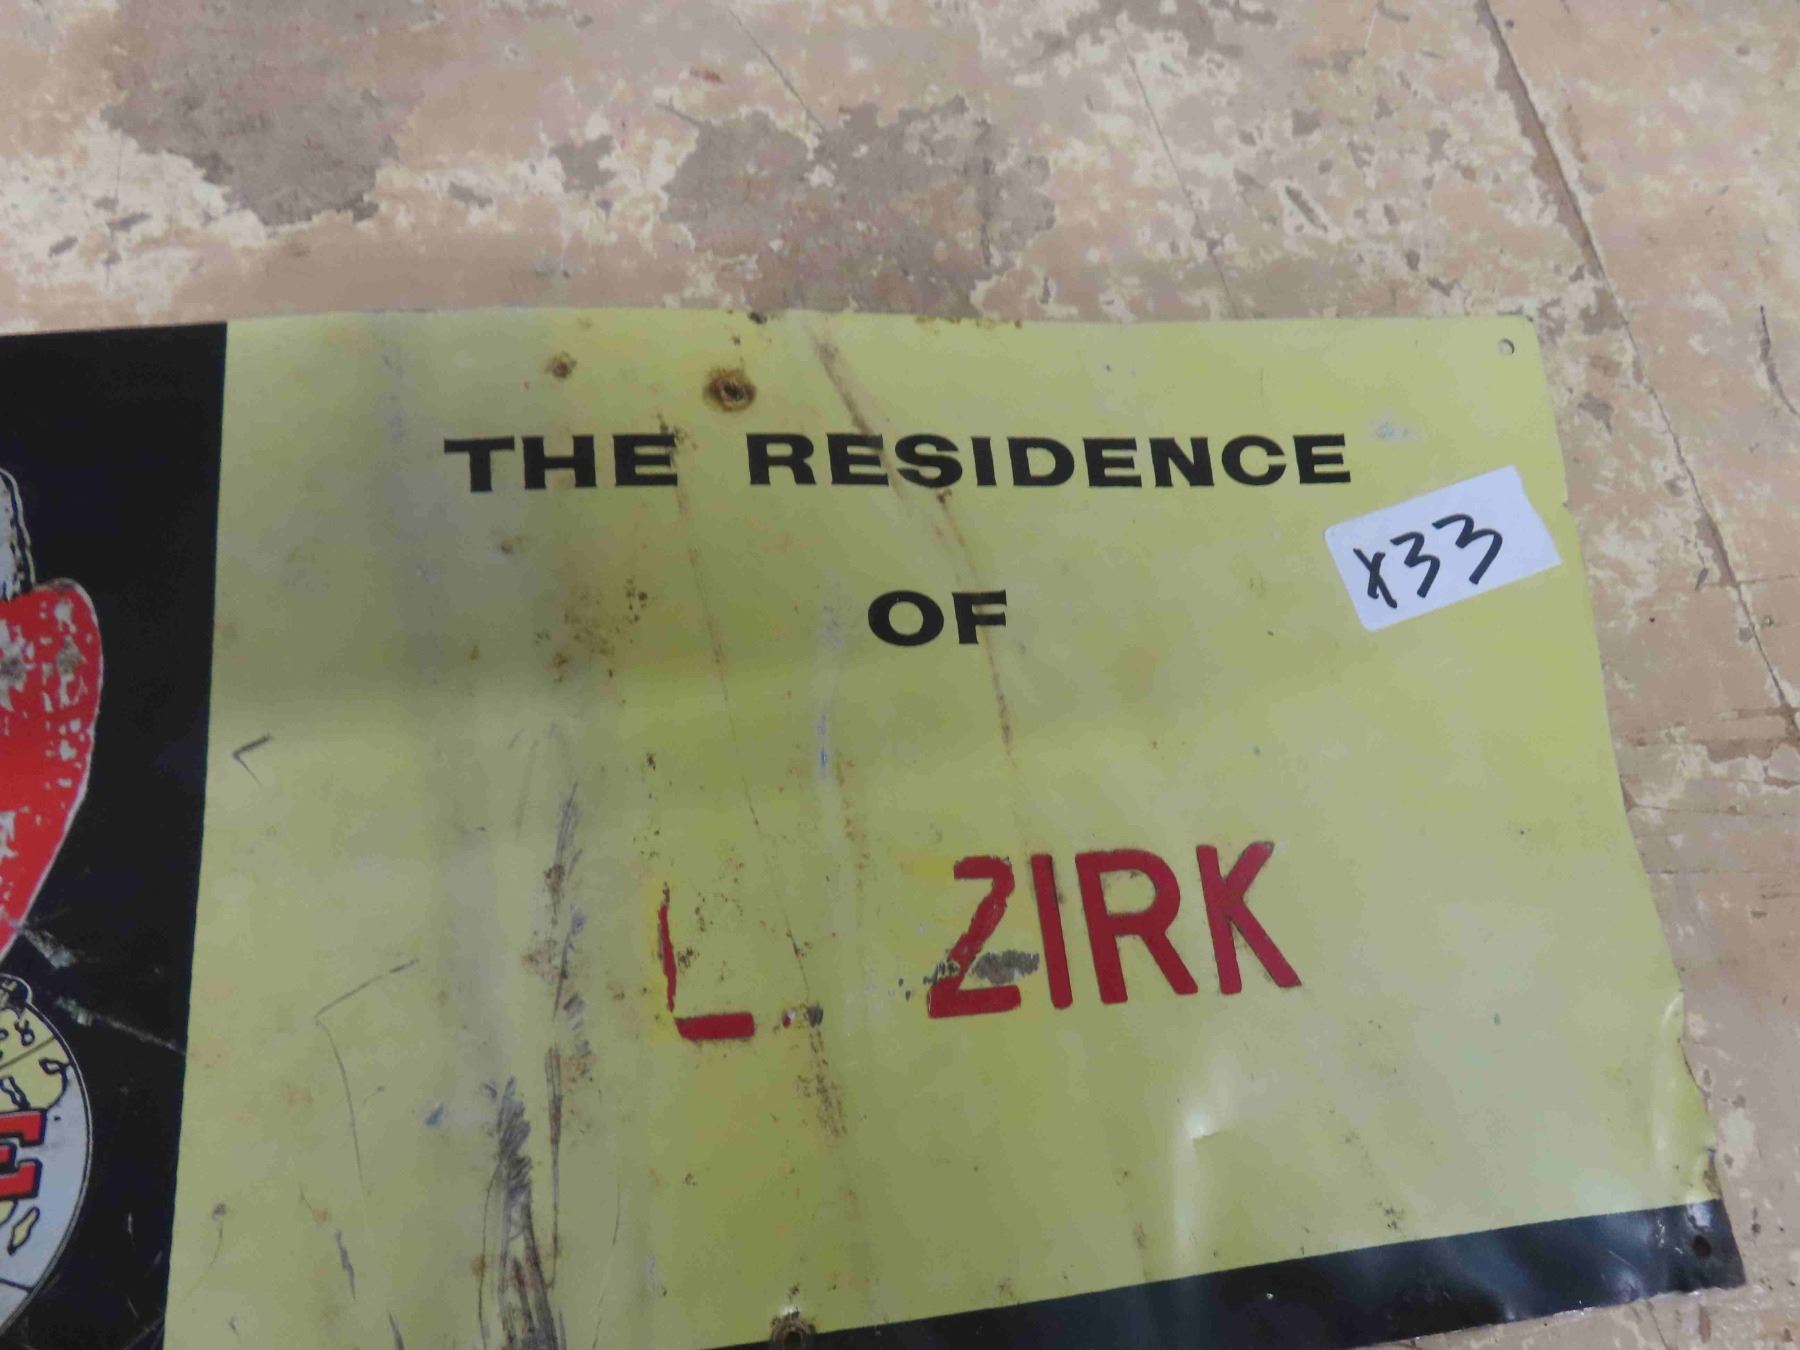 THE RESIDENCE
X33
OF
L. ZIRK